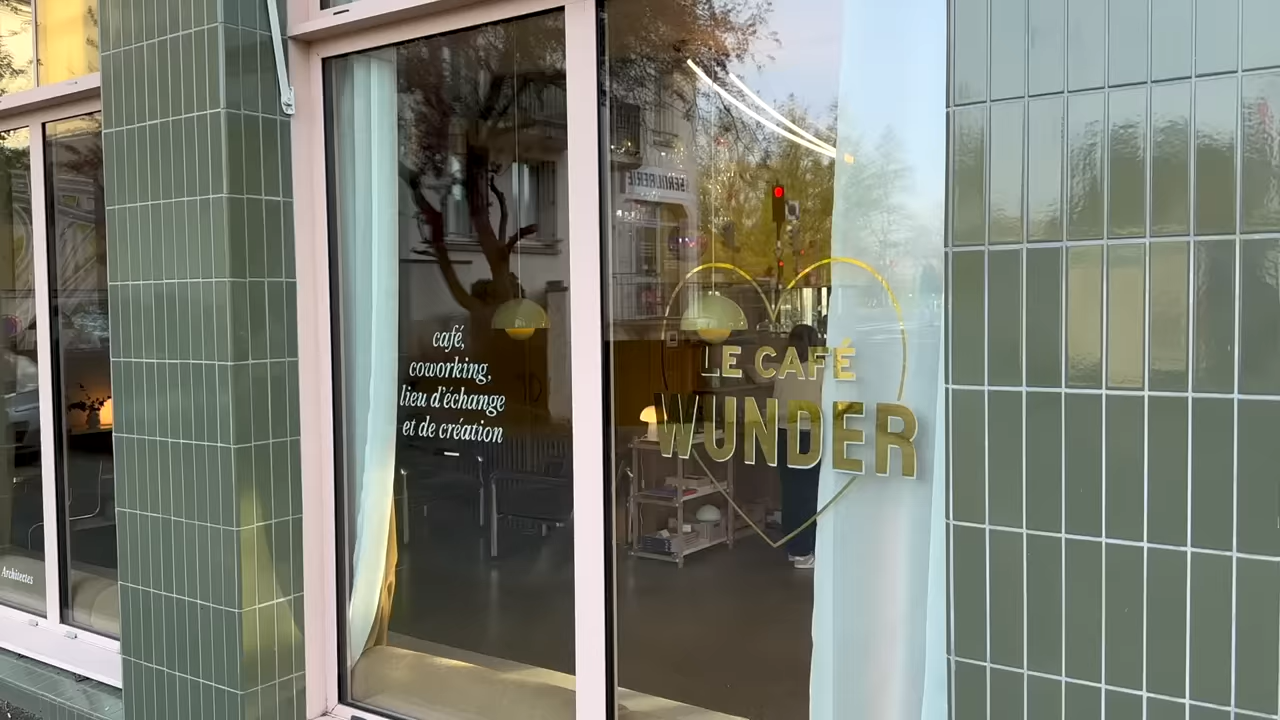 café,
coworking,
lieu d'échange
et de création
LE CAFÉ
WUNDER
Architectes